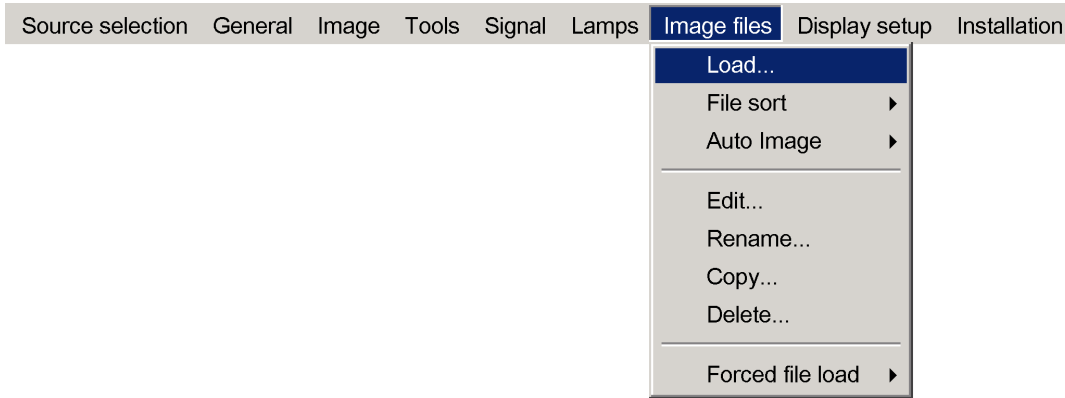 Source selection General Image Tools Signal Lamps Image files Display setup Installation
Load...
File sort
Auto Image
Edit...
Rename...
Copy...
Delete...
Forced file load